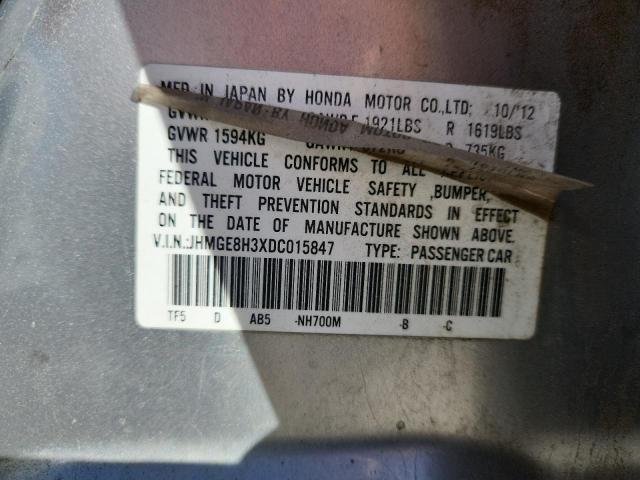 MFD IN JAPAN BY HONDA MOTOR CO.,LTD; 10/'12
GVWR F 1921LBS R 1619LBS
GVWR 1594KG 735KG
THIS VEHICLE CONFORMS TO ALL
FEDERAL MOTOR VEHICLE SAFETY ,BUMPER,
AND THEFT PREVENTION STANDARDS IN EFFECT
ON THE DATE OF MANUFACTURE SHOWN ABOVE.
V.I.N.:JHMGE8H3XDC015847 TYPE: PASSENGER CAR
TF5 D AB5 -NH700M -B -C